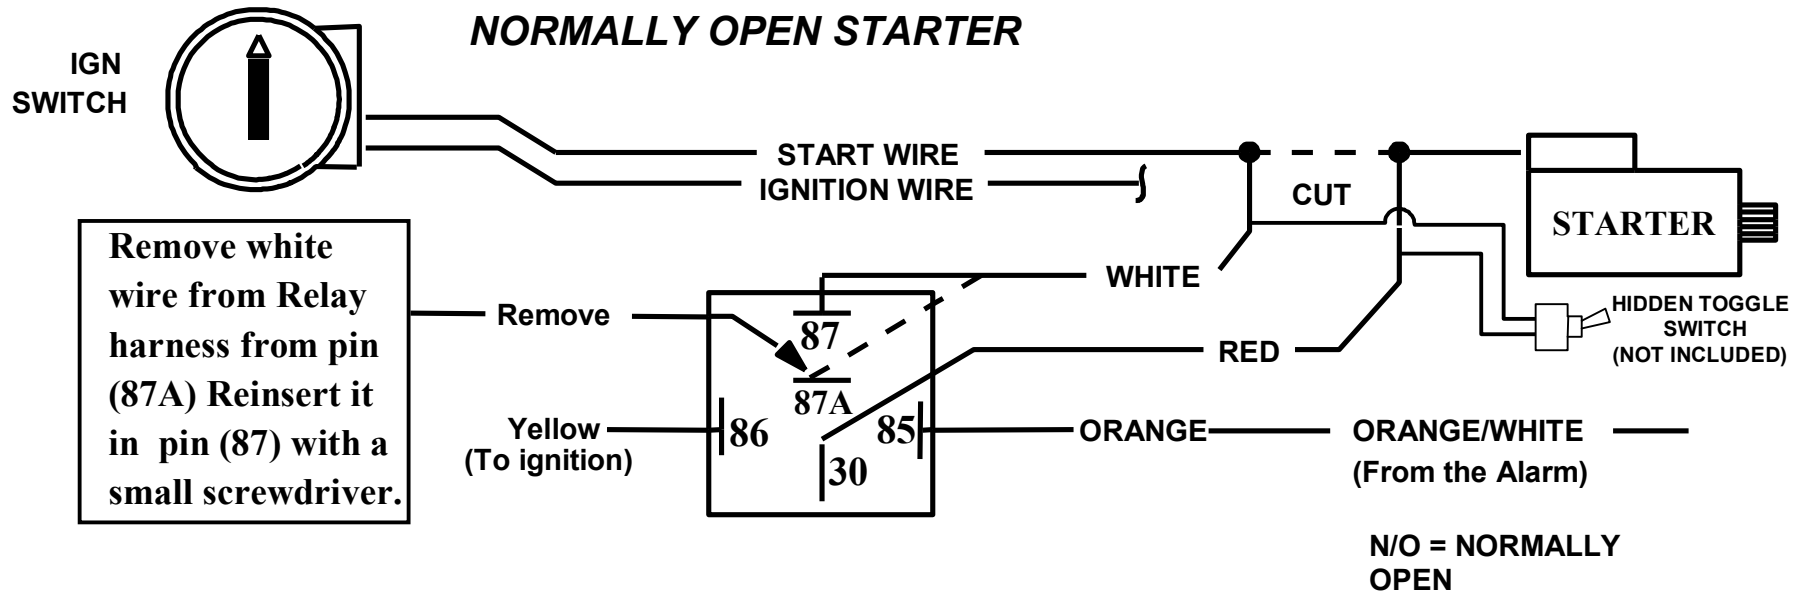 NORMALLY OPEN STARTER
IGN
SWITCH
START WIRE
IGNITION WIRE
CUT
STARTER
Remove white
wire from Relay
harness from pin
(87A) Reinsert it
in pin (87) with a
small screwdriver.
Remove
WHITE
HIDDEN TOGGLE
SWITCH
(NOT INCLUDED)
87
RED
87A
Yellow
(To ignition)
86
85
30
ORANGE
ORANGE/WHITE
(From the Alarm)
N/O = NORMALLY
OPEN